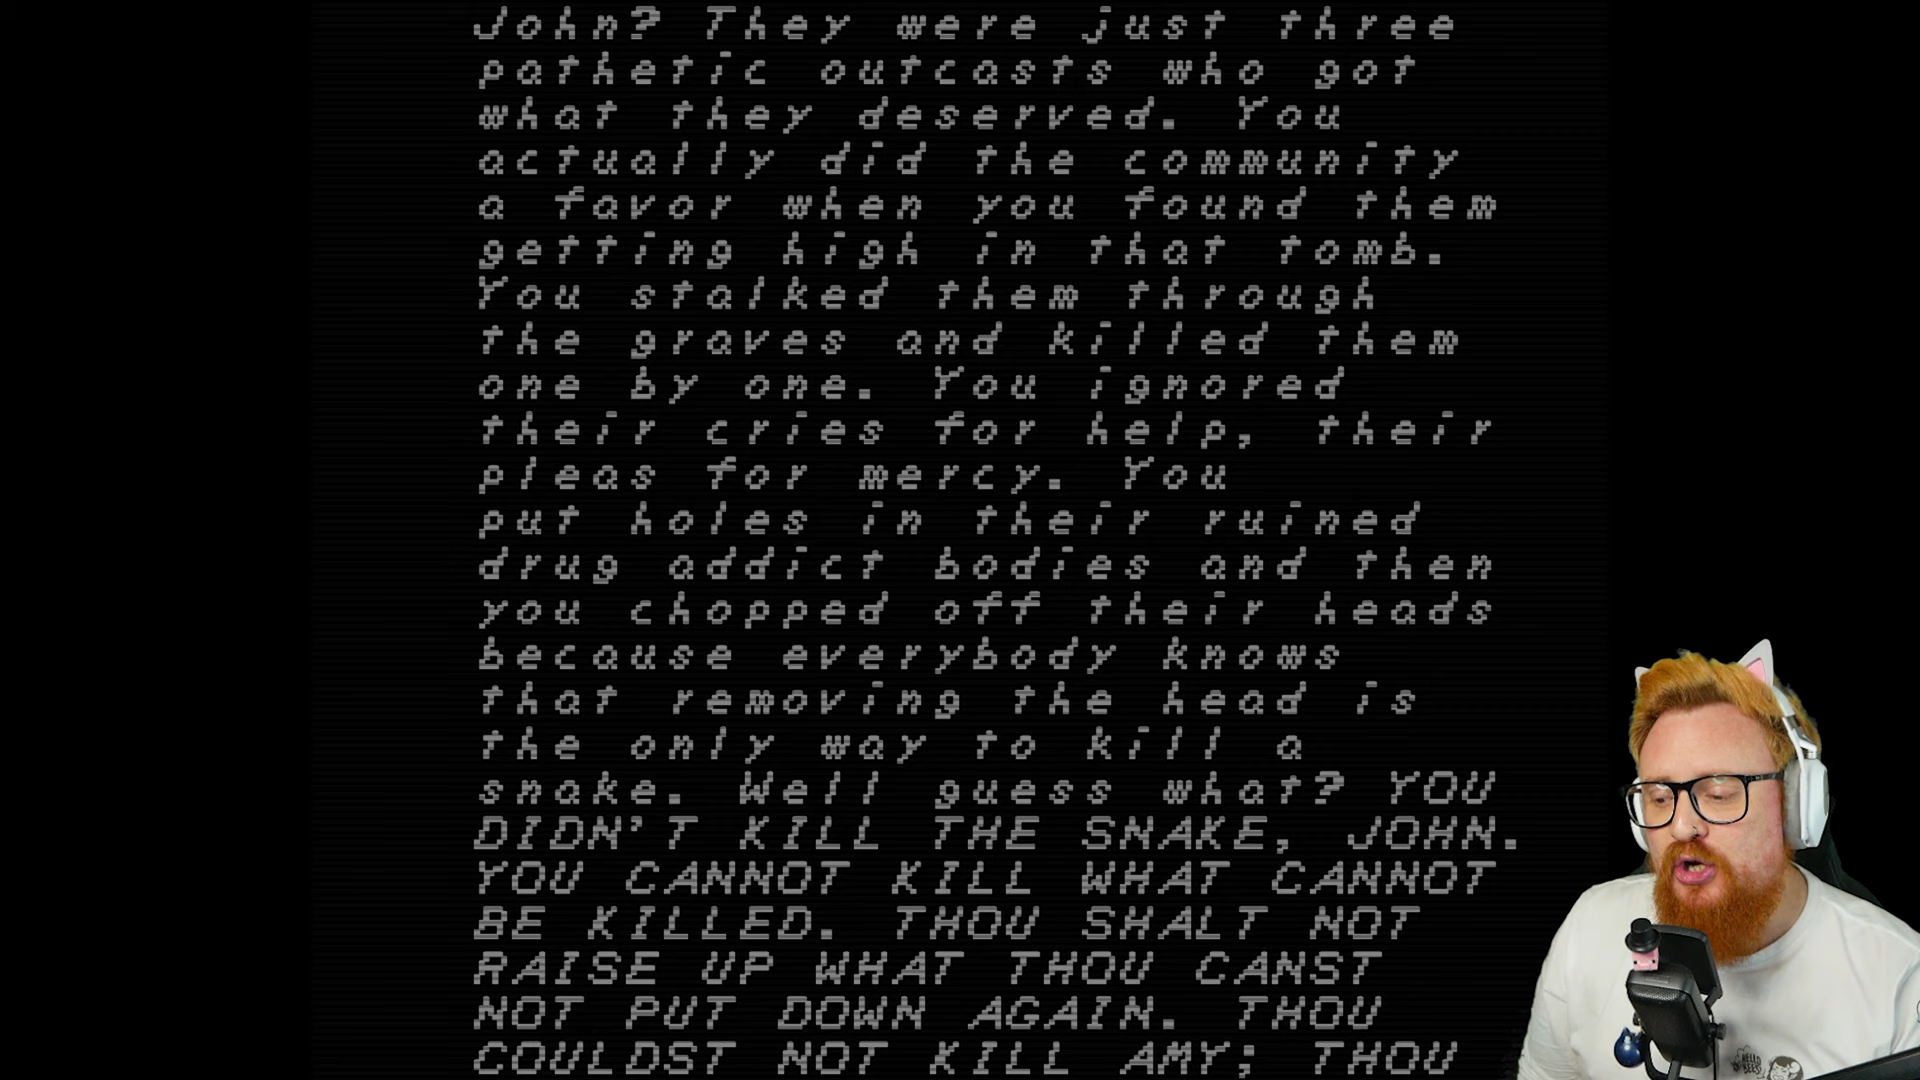 John? They were just three
pathetic outcasts who got
what they deserved. You
actually did the community
a favor when you found them
getting high in that tomb.
You stalked them through
the graves and killed them
one by one. You ignored
their cries for help, their
pleas for mercy. You
put holes in their ruined
drug addict bodies and then
you chopped off their heads
because everybody knows
that removing the head is
the only way to kill a
snake. Well guess what? YOU
DIDN'T KILL THE SNAKE, JOHN.
YOU CANNOT KILL WHAT CANNOT
BE KILLED. THOU SHALT NOT
RAISE UP WHAT THOU CANST
NOT PUT DOWN AGAIN. THOU
COULDST NOT KILL AMY; THOU
HELLO
BEES